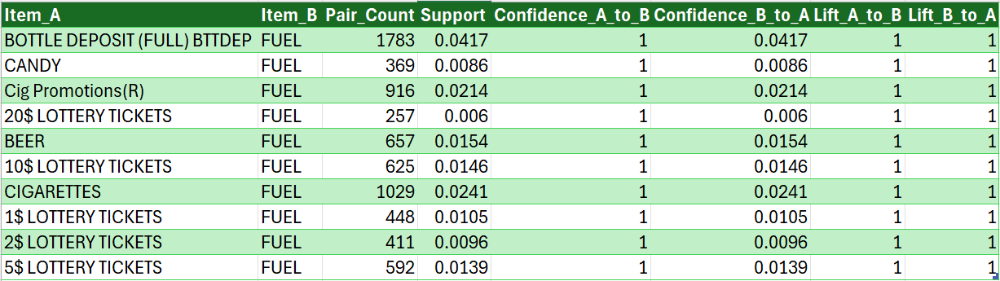 Item_A Item_B Pair_Count Support Confidence_A_to_B Confidence_B_to_A Lift_A_to_B Lift_B_to_A
BOTTLE DEPOSIT (FULL) BTTDEP FUEL 1783 0.0417 1 0.0417 1 1
CANDY FUEL 369 0.0086 1 0.0086 1 1
Cig Promotions(R) FUEL 916 0.0214 1 0.0214 1 1
20$ LOTTERY TICKETS FUEL 257 0.006 1 0.006 1 1
BEER FUEL 657 0.0154 1 0.0154 1 1
10$ LOTTERY TICKETS FUEL 625 0.0146 1 0.0146 1 1
CIGARETTES FUEL 1029 0.0241 1 0.0241 1 1
1$ LOTTERY TICKETS FUEL 448 0.0105 1 0.0105 1 1
2$ LOTTERY TICKETS FUEL 411 0.0096 1 0.0096 1 1
5$ LOTTERY TICKETS FUEL 592 0.0139 1 0.0139 1 1